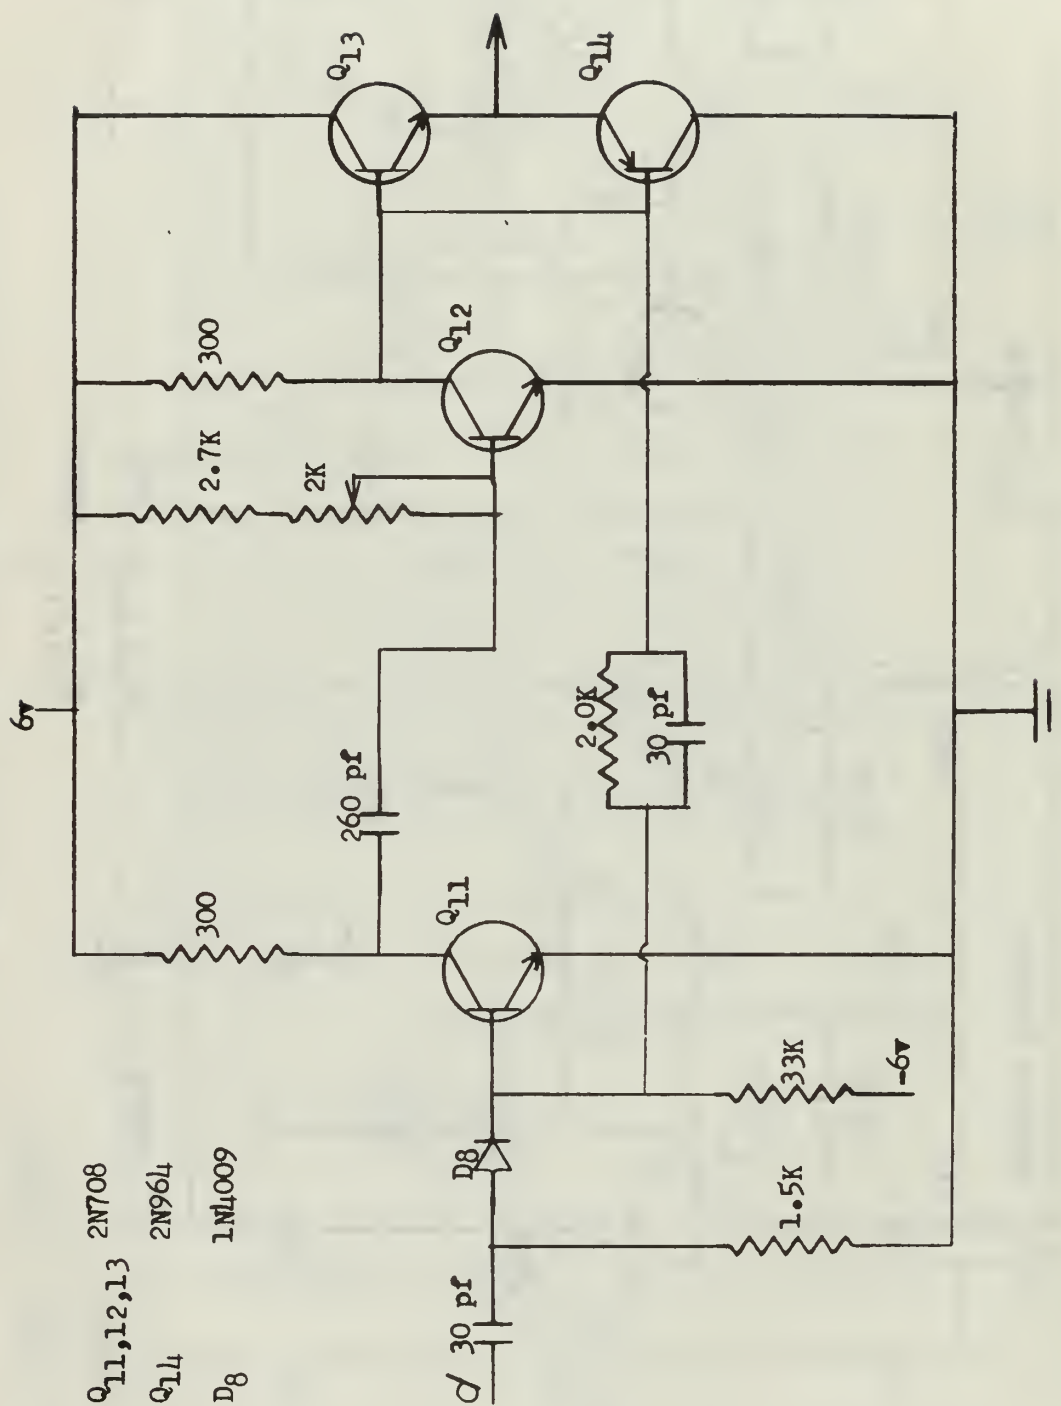 6v
Q11,12,13 2N708
Q14 2N964
D8 1N4009
300
2.7K
300
2K
Q13
260 pf
Q11
Q12
D8
d
30 pf
Q14
2.0K
30 pf
1.5K
33K
-6v